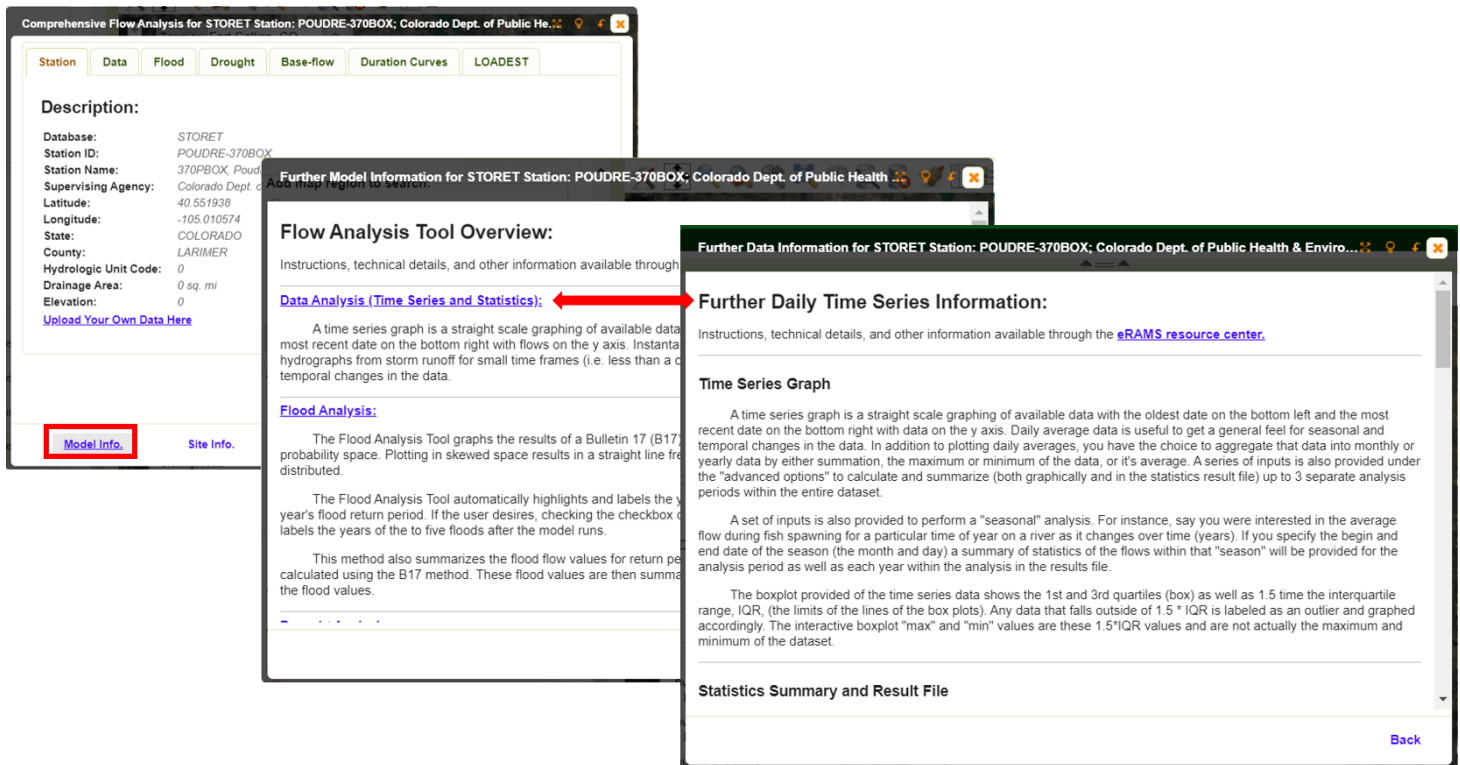 Comprehensive Flow Analysis for STORET Station: POUDRE-370BOX; Colorado Dept. of Public He...
Station Data Flood Drought Base-flow Duration Curves LOADEST
Description:
Database: STORET
Station ID: POUDRE-370BOX
Station Name: 370PBOX, Poud
Supervising Agency: Colorado Dept.
Latitude: 40.551938
Longitude: -105.010574
State: COLORADO
County: LARIMER
Hydrologic Unit Code: 0
Drainage Area: 0 sq. mi
Elevation: 0
Upload Your Own Data Here
Model Info. Site Info.
Further Model Information for STORET Station: POUDRE-370BOX; Colorado Dept. of Public Health ...
Add map region to search:
Flow Analysis Tool Overview:
Instructions, technical details, and other information available through
Data Analysis (Time Series and Statistics):
A time series graph is a straight scale graphing of available data
most recent date on the bottom right with flows on the y axis. Instanta
hydrographs from storm runoff for small time frames (i.e. less than a
temporal changes in the data.
Flood Analysis:
The Flood Analysis Tool graphs the results of a Bulletin 17 (B17)
probability space. Plotting in skewed space results in a straight line fre
distributed.
The Flood Analysis Tool automatically highlights and labels the
year's flood return period. If the user desires, checking the checkbox
labels the years of the to five floods after the model runs.
This method also summarizes the flood flow values for return pe
calculated using the B17 method. These flood values are then summa
the flood values.
Further Data Information for STORET Station: POUDRE-370BOX; Colorado Dept. of Public Health & Enviro...
Further Daily Time Series Information:
Instructions, technical details, and other information available through the eRAMS resource center.
Time Series Graph
A time series graph is a straight scale graphing of available data with the oldest date on the bottom left and the most
recent date on the bottom right with data on the y axis. Daily average data is useful to get a general feel for seasonal and
temporal changes in the data. In addition to plotting daily averages, you have the choice to aggregate that data into monthly or
yearly data by either summation, the maximum or minimum of the data, or it's average. A series of inputs is also provided under
the "advanced options" to calculate and summarize (both graphically and in the statistics result file) up to 3 separate analysis
periods within the entire dataset.
A set of inputs is also provided to perform a "seasonal" analysis. For instance, say you were interested in the average
flow during fish spawning for a particular time of year on a river as it changes over time (years). If you specify the begin and
end date of the season (the month and day) a summary of statistics of the flows within that "season" will be provided for the
analysis period as well as each year within the analysis in the results file.
The boxplot provided of the time series data shows the 1st and 3rd quartiles (box) as well as 1.5 time the interquartile
range, IQR, (the limits of the lines of the box plots). Any data that falls outside of 1.5 * IQR is labeled as an outlier and graphed
accordingly. The interactive boxplot "max" and "min" values are these 1.5*IQR values and are not actually the maximum and
minimum of the dataset.
Statistics Summary and Result File
Back